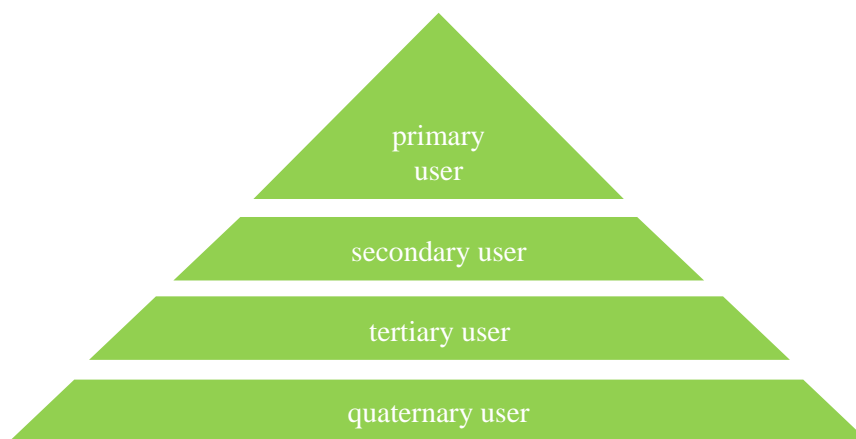 primary
user
secondary user
tertiary user
quaternary user